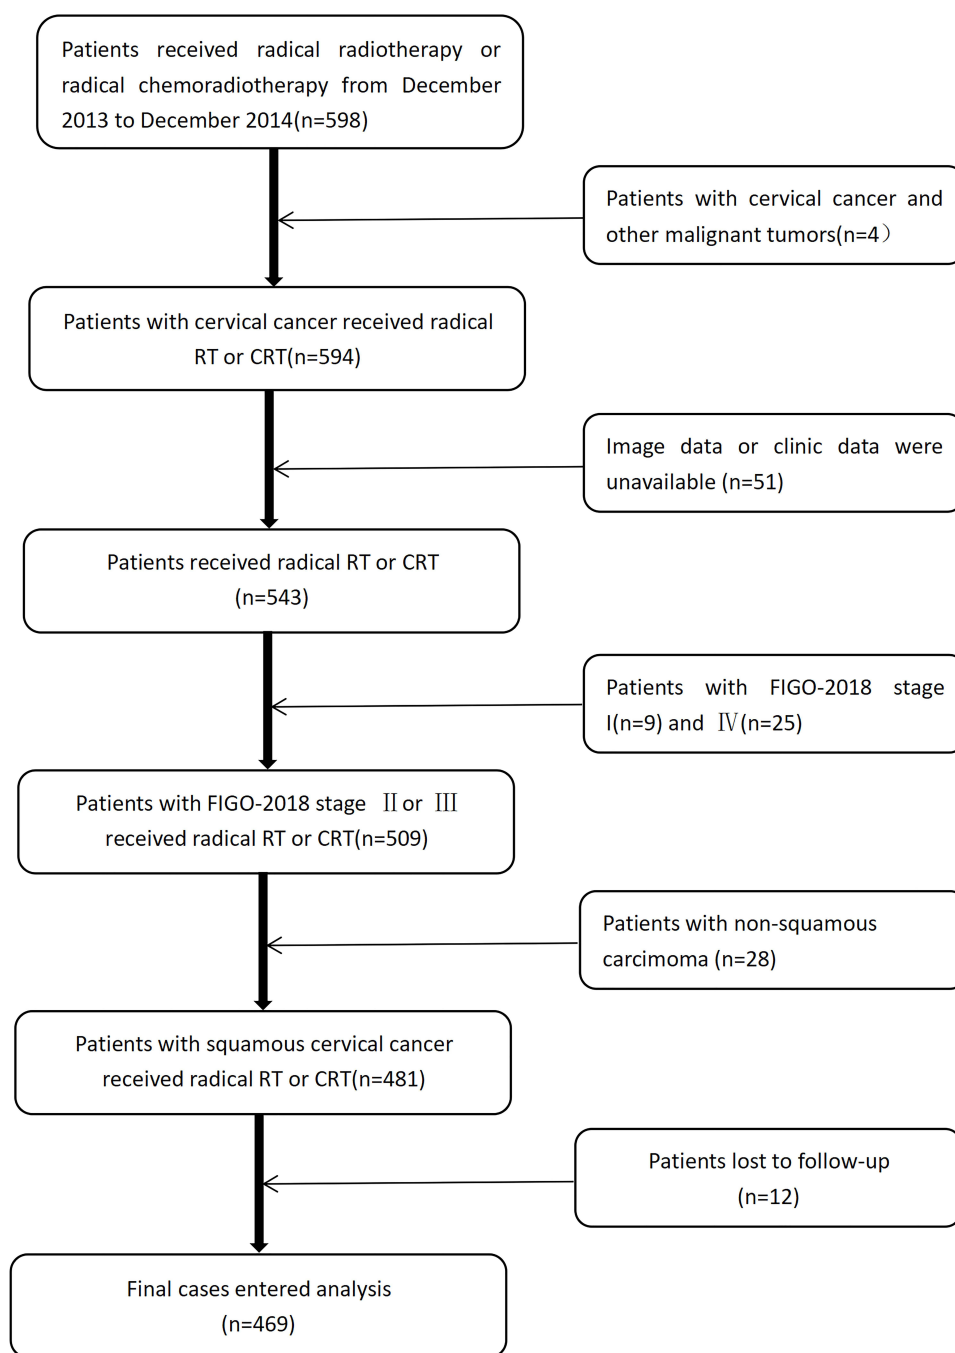 Patients received radical radiotherapy or
radical chemoradiotherapy from December
2013 to December 2014(n=598)
Patients with cervical cancer and
other malignant tumors(n=4）
Patients with cervical cancer received radical
RT or CRT(n=594)
Image data or clinic data were
unavailable (n=51)
Patients received radical RT or CRT
(n=543)
Patients with FIGO-2018 stage
I(n=9) and Ⅳ(n=25)
Patients with FIGO-2018 stage Ⅱ or Ⅲ
received radical RT or CRT(n=509)
Patients with non-squamous
carcimoma (n=28)
Patients with squamous cervical cancer
received radical RT or CRT(n=481)
Patients lost to follow-up
(n=12)
Final cases entered analysis
(n=469)